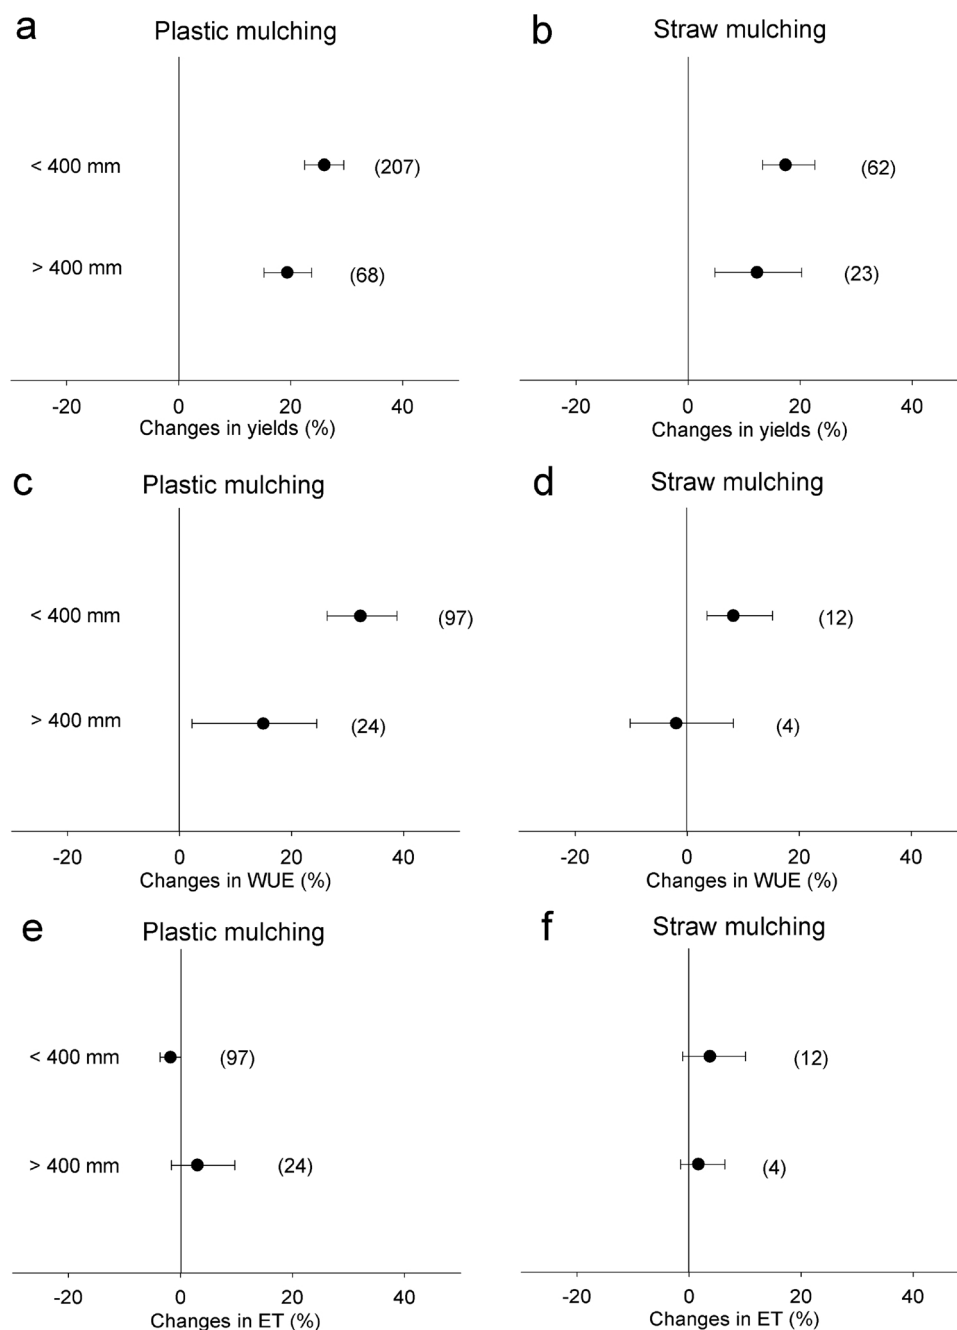 a
Plastic mulching
b
Straw mulching
< 400 mm
(207)
(62)
> 400 mm
(68)
(23)
-20 0 20 40
-20 0 20 40
Changes in yields (%)
Changes in yields (%)
c
Plastic mulching
d
Straw mulching
< 400 mm
(97)
(12)
> 400 mm
(24)
(4)
-20 0 20 40
-20 0 20 40
Changes in WUE (%)
Changes in WUE (%)
e
Plastic mulching
f
Straw mulching
< 400 mm
(97)
(12)
> 400 mm
(24)
(4)
-20 0 20 40
-20 0 20 40
Changes in ET (%)
Changes in ET (%)